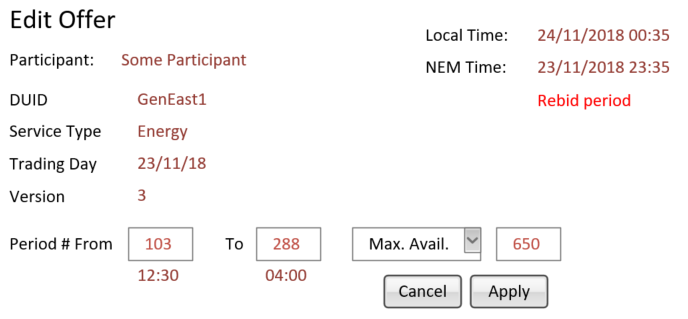 Edit Offer
Local Time: 24/11/2018 00:35
Participant: Some Participant
NEM Time: 23/11/2018 23:35
DUID GenEast1
Rebid period
Service Type Energy
Trading Day 23/11/18
Version 3
Period # From 103 To 288 Max. Avail. 650
12:30 04:00
Cancel Apply